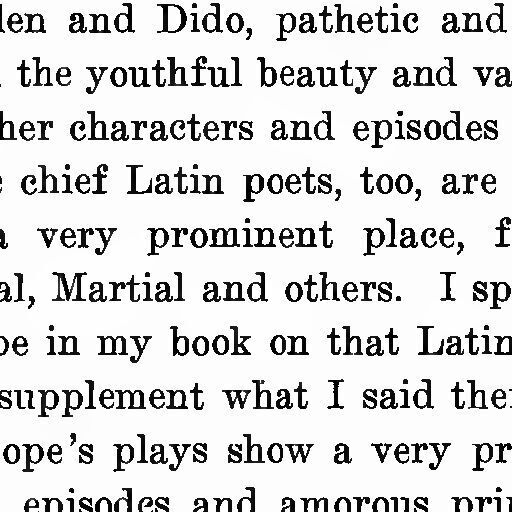 len and Dido, pathetic and
the youthful beauty and va
her characters and episodes
chief Latin poets, too, are
very prominent place, f
al, Martial and others. I sp
pe in my book on that Latin
supplement what I said ther
ope's plays show a very pr
episodes and amorous prin